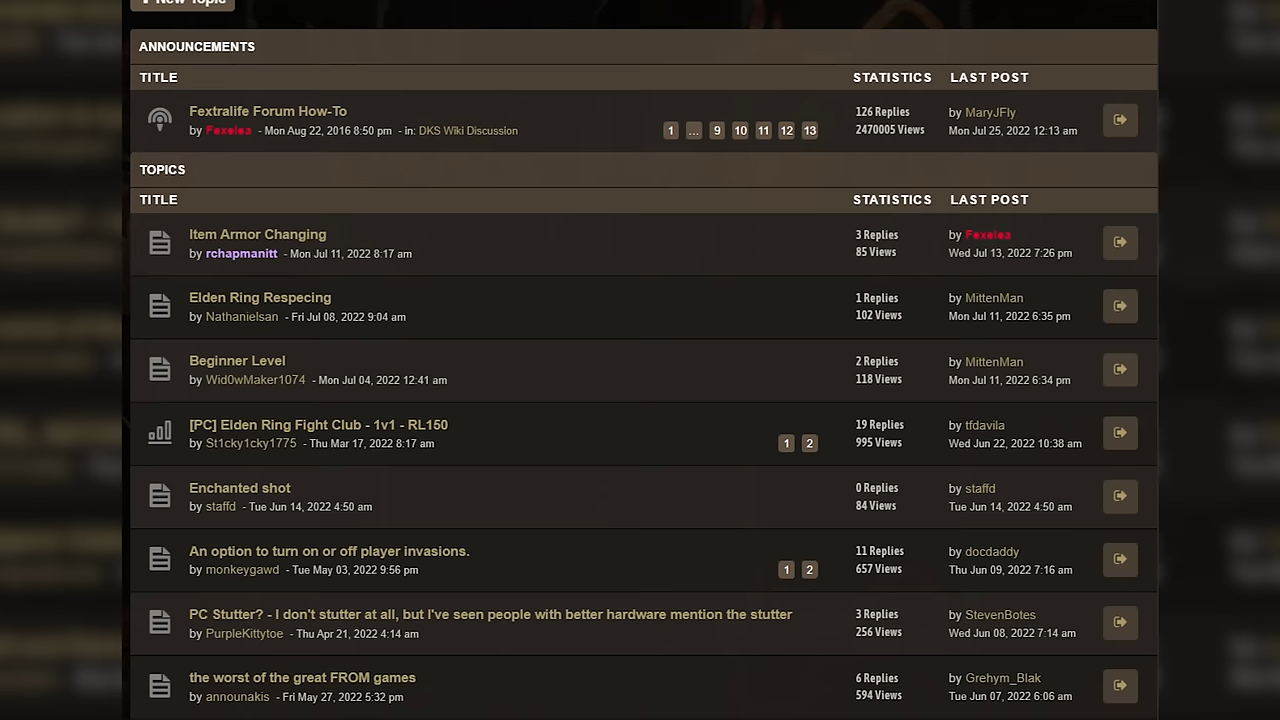 New Topic
ANNOUNCEMENTS
TITLE STATISTICS LAST POST
Fextralife Forum How-To 126 Replies by MaryJFly
by Fexelea - Mon Aug 22, 2016 8:50 pm - in: DKS Wiki Discussion 1 ... 9 10 11 12 13 2470005 Views Mon Jul 25, 2022 12:13 am
TOPICS
TITLE STATISTICS LAST POST
Item Armor Changing 3 Replies by Fexelea
by rchapmanitt - Mon Jul 11, 2022 8:17 am 85 Views Wed Jul 13, 2022 7:26 pm
Elden Ring Respecing 1 Replies by MittenMan
by Nathanielsan - Fri Jul 08, 2022 9:04 am 102 Views Mon Jul 11, 2022 6:35 pm
Beginner Level 2 Replies by MittenMan
by Wid0wMaker1074 - Mon Jul 04, 2022 12:41 am 118 Views Mon Jul 11, 2022 6:34 pm
[PC] Elden Ring Fight Club - 1v1 - RL150 19 Replies by tfdavila
by St1cky1cky1775 - Thu Mar 17, 2022 8:17 am 1 2 995 Views Wed Jun 22, 2022 10:38 am
Enchanted shot 0 Replies by staffd
by staffd - Tue Jun 14, 2022 4:50 am 84 Views Tue Jun 14, 2022 4:50 am
An option to turn on or off player invasions. 11 Replies by docdaddy
by monkeygawd - Tue May 03, 2022 9:56 pm 1 2 657 Views Thu Jun 09, 2022 7:16 am
PC Stutter? - I don't stutter at all, but I've seen people with better hardware mention the stutter 3 Replies by StevenBotes
by PurpleKittytoe - Thu Apr 21, 2022 4:14 am 256 Views Wed Jun 08, 2022 7:14 am
the worst of the great FROM games 6 Replies by Grehym_Blak
by announakis - Fri May 27, 2022 5:32 pm 594 Views Tue Jun 07, 2022 6:06 am